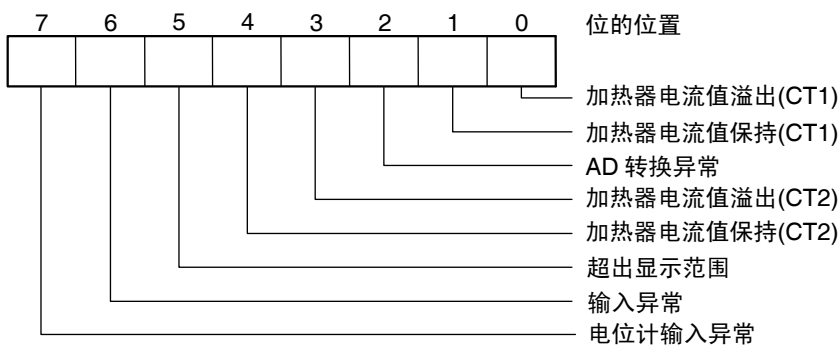 7 6 5 4 3 2 1 0 位的位置
加热器电流值溢出(CT1)
加热器电流值保持(CT1)
AD 转换异常
加热器电流值溢出(CT2)
加热器电流值保持(CT2)
超出显示范围
输入异常
电位计输入异常